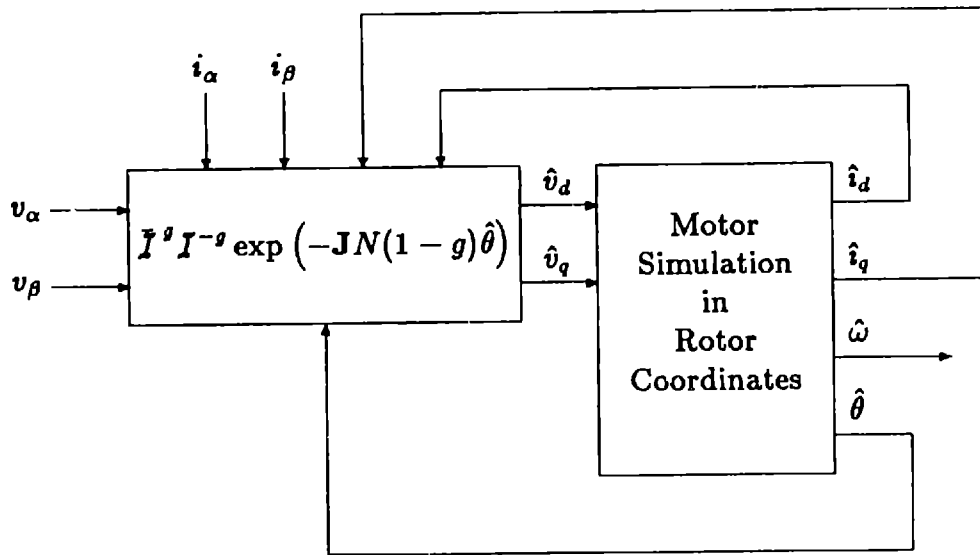 i_α i_β
v_α
v_β
Ĩ^g I^{-g} exp (-JN(1 - g)θ̂)
v̂_d
v̂_q
Motor
Simulation
in
Rotor
Coordinates
î_d
î_q
ω̂
θ̂